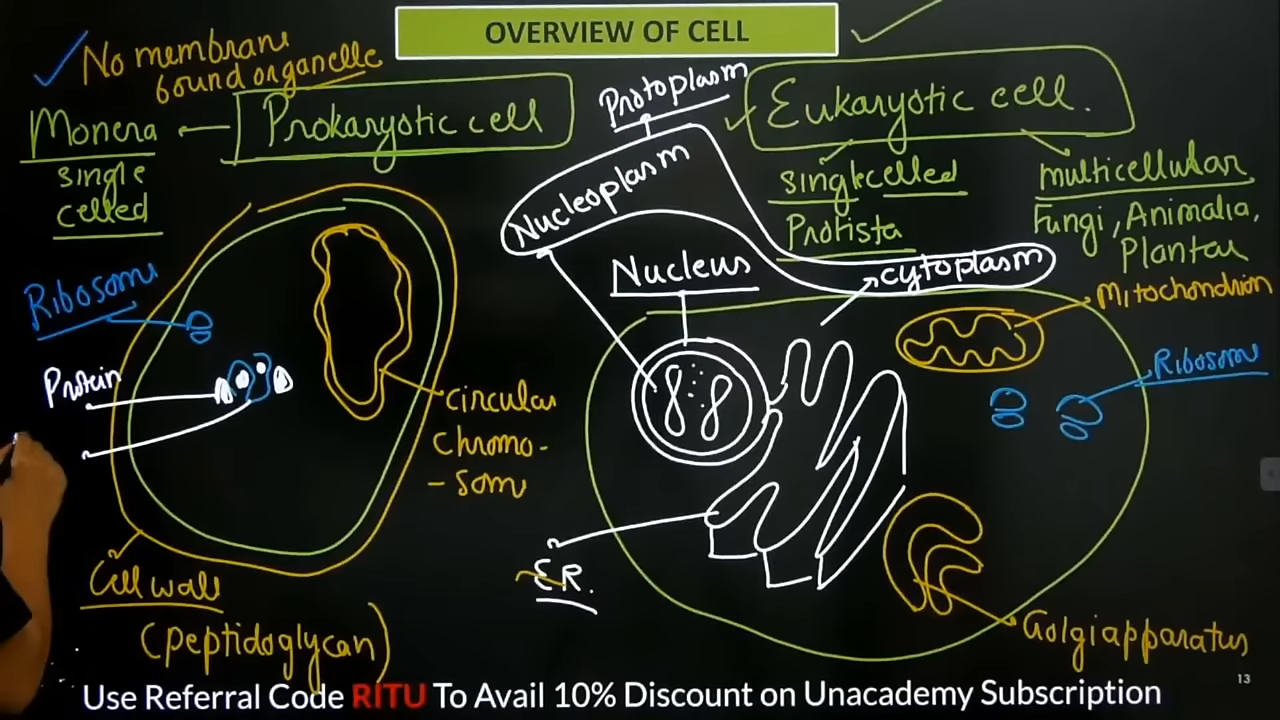 OVERVIEW OF CELL
No membrane
bound organelle
Monera
Prokaryotic cell
single
celled
Protoplasm
Nucleoplasm
cytoplasm
Eukaryotic cell.
singlecelled
Protista
multicellular
Fungi, Animalia,
Plantae
Ribosome
Protein
circular
chromo-
-some
Cell wall
(peptidoglycan)
Nucleus
ER.
Mitochondrion
Ribosome
Golgiapparatus
13
Use Referral Code RITU To Avail 10% Discount on Unacademy Subscription